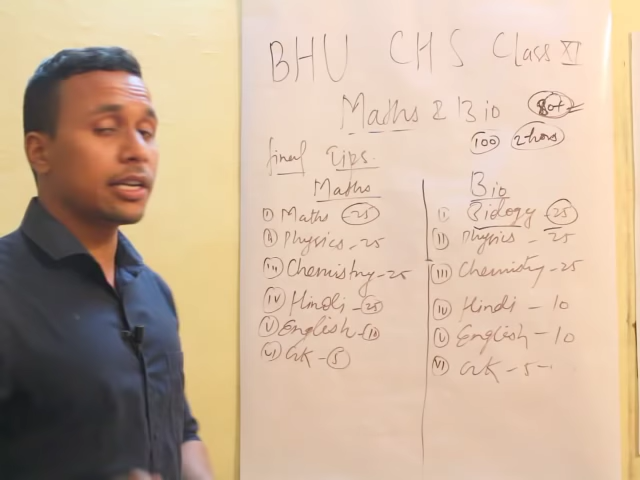 BHU CHS Class XI
Maths & Bio 80+
100 2 hours
final Tips
Maths
(i) Maths 25
(ii) Physics - 25
(iii) Chemistry - 25
(iv) Hindi - 25
(v) English - 10
(vi) GK - 5
Bio
(i) Biology 25
(ii) Physics - 25
(iii) Chemistry - 25
(iv) Hindi - 10
(v) English - 10
(vi) GK - 5 -